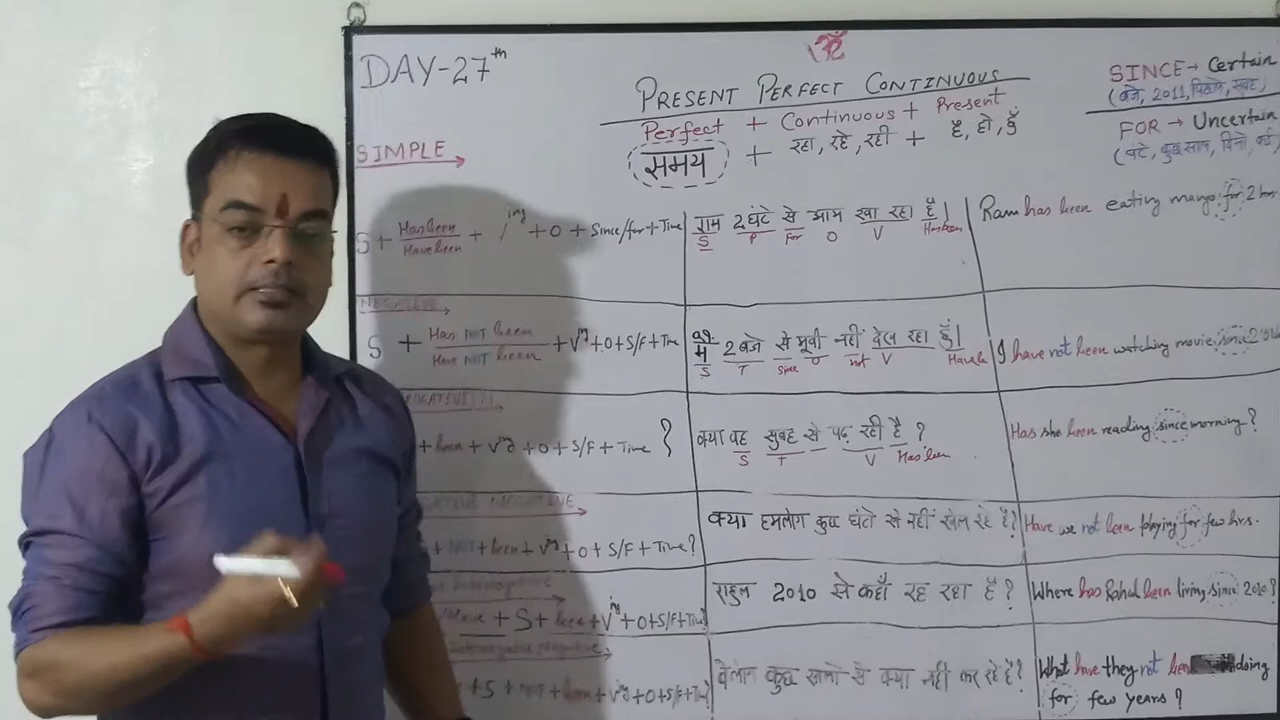 ॐ
DAY-27th
PRESENT PERFECT CONTINUOUS
Perfect + Continuous + Present
समय + रहा, रहे, रही + है, हो, हूँ
SINCE → Certain
(बजे, 2011, पिछले, सुबह)
FOR → Uncertain
(घंटे, कुछ साल, दिनों, कई)
SIMPLE
S + Has been / Have been + ing + O + Since/for + Time
राम 2 घंटे से आम खा रहा है।
S P For O V Has been
Ram has been eating mango for 2 hrs.
NEGATIVE
S + Has NOT been / Have NOT been + Ving + O + S/F + Time
मैं 2 बजे से मूवी नहीं देख रहा हूँ।
S T Since O not V Have b
I have not been watching movie since 2
+ been + Ving + O + S/F + Time ?
क्या वह सुबह से पढ़ रही है ?
S T V Has been
Has she been reading since morning ?
NEGATIVE
+ NOT + been + Ving + O + S/F + Time?
क्या हमलोग कुछ घंटो से नहीं खेल रहे हैं?
Have we not been playing for few hrs.
Interrogative
/Have + S + been + Ving + O + S/F + Time?
राहुल 2010 से कहाँ रह रहा है ?
Where has Rahul been living since 2010?
Interrogative Negative
+ S + NOT + been + Ving + O + S/F + Time?
वे लोग कुछ सालो से क्या नहीं कर रहे हैं?
What have they not been doing
for few years ?